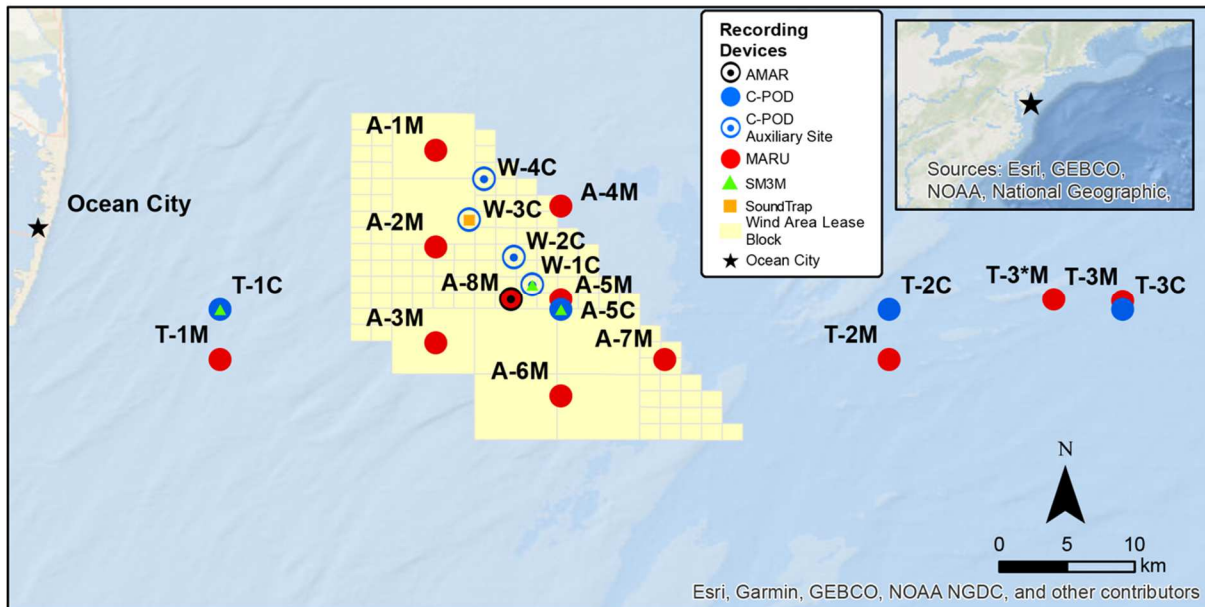 Recording
Devices
AMAR
C-POD
C-POD
Auxiliary Site
MARU
SM3M
SoundTrap
Wind Area Lease
Block
Ocean City
Sources: Esri, GEBCO,
NOAA, National Geographic,
A-1M
W-4C
A-4M
W-3C
Ocean City
A-2M
W-2C
W-1C
A-8M
A-5M
T-1C
A-5C
T-2C
T-3*M
T-3M
T-3C
A-3M
T-1M
A-7M
T-2M
A-6M
N
0 5 10
km
Esri, Garmin, GEBCO, NOAA NGDC, and other contributors